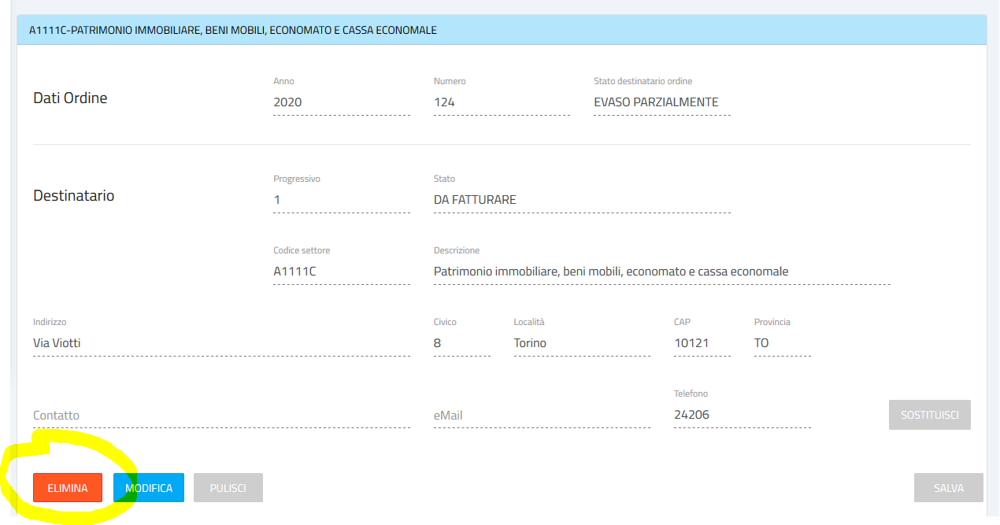 A1111C-PATRIMONIO IMMOBILIARE, BENI MOBILI, ECONOMATO E CASSA ECONOMALE
Dati Ordine
Anno Numero Stato destinatario ordine
2020 124 EVASO PARZIALMENTE
Destinatario
Progressivo Stato
1 DA FATTURARE
Codice settore Descrizione
A1111C Patrimonio immobiliare, beni mobili, economato e cassa economale
Indirizzo Civico Località CAP Provincia
Via Viotti 8 Torino 10121 TO
Telefono
Contatto eMail 24206 SOSTITUISCI
ELIMINA MODIFICA PULISCI SALVA